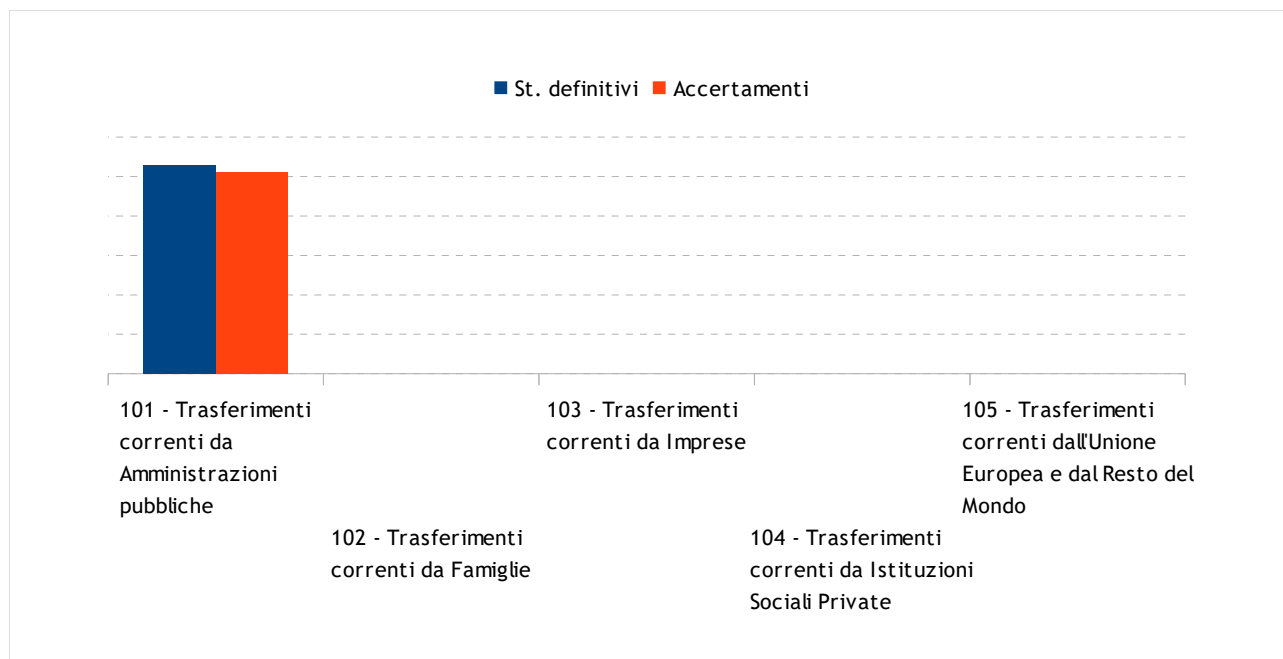 St. definitivi Accertamenti
101 - Trasferimenti
correnti da
Amministrazioni
pubbliche
102 - Trasferimenti
correnti da Famiglie
103 - Trasferimenti
correnti da Imprese
104 - Trasferimenti
correnti da Istituzioni
Sociali Private
105 - Trasferimenti
correnti dall'Unione
Europea e dal Resto del
Mondo